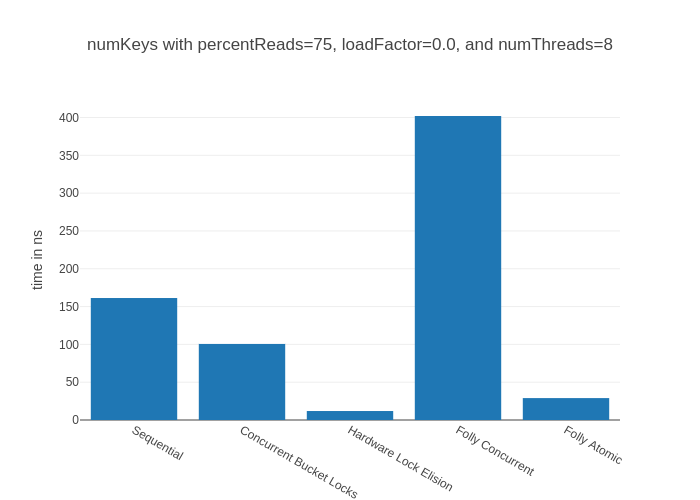 numKeys with percentReads=75, loadFactor=0.0, and numThreads=8
time in ns
400
350
300
250
200
150
100
50
0
Sequential
Concurrent Bucket Locks
Hardware Lock Elision
Folly Concurrent
Folly Atomic